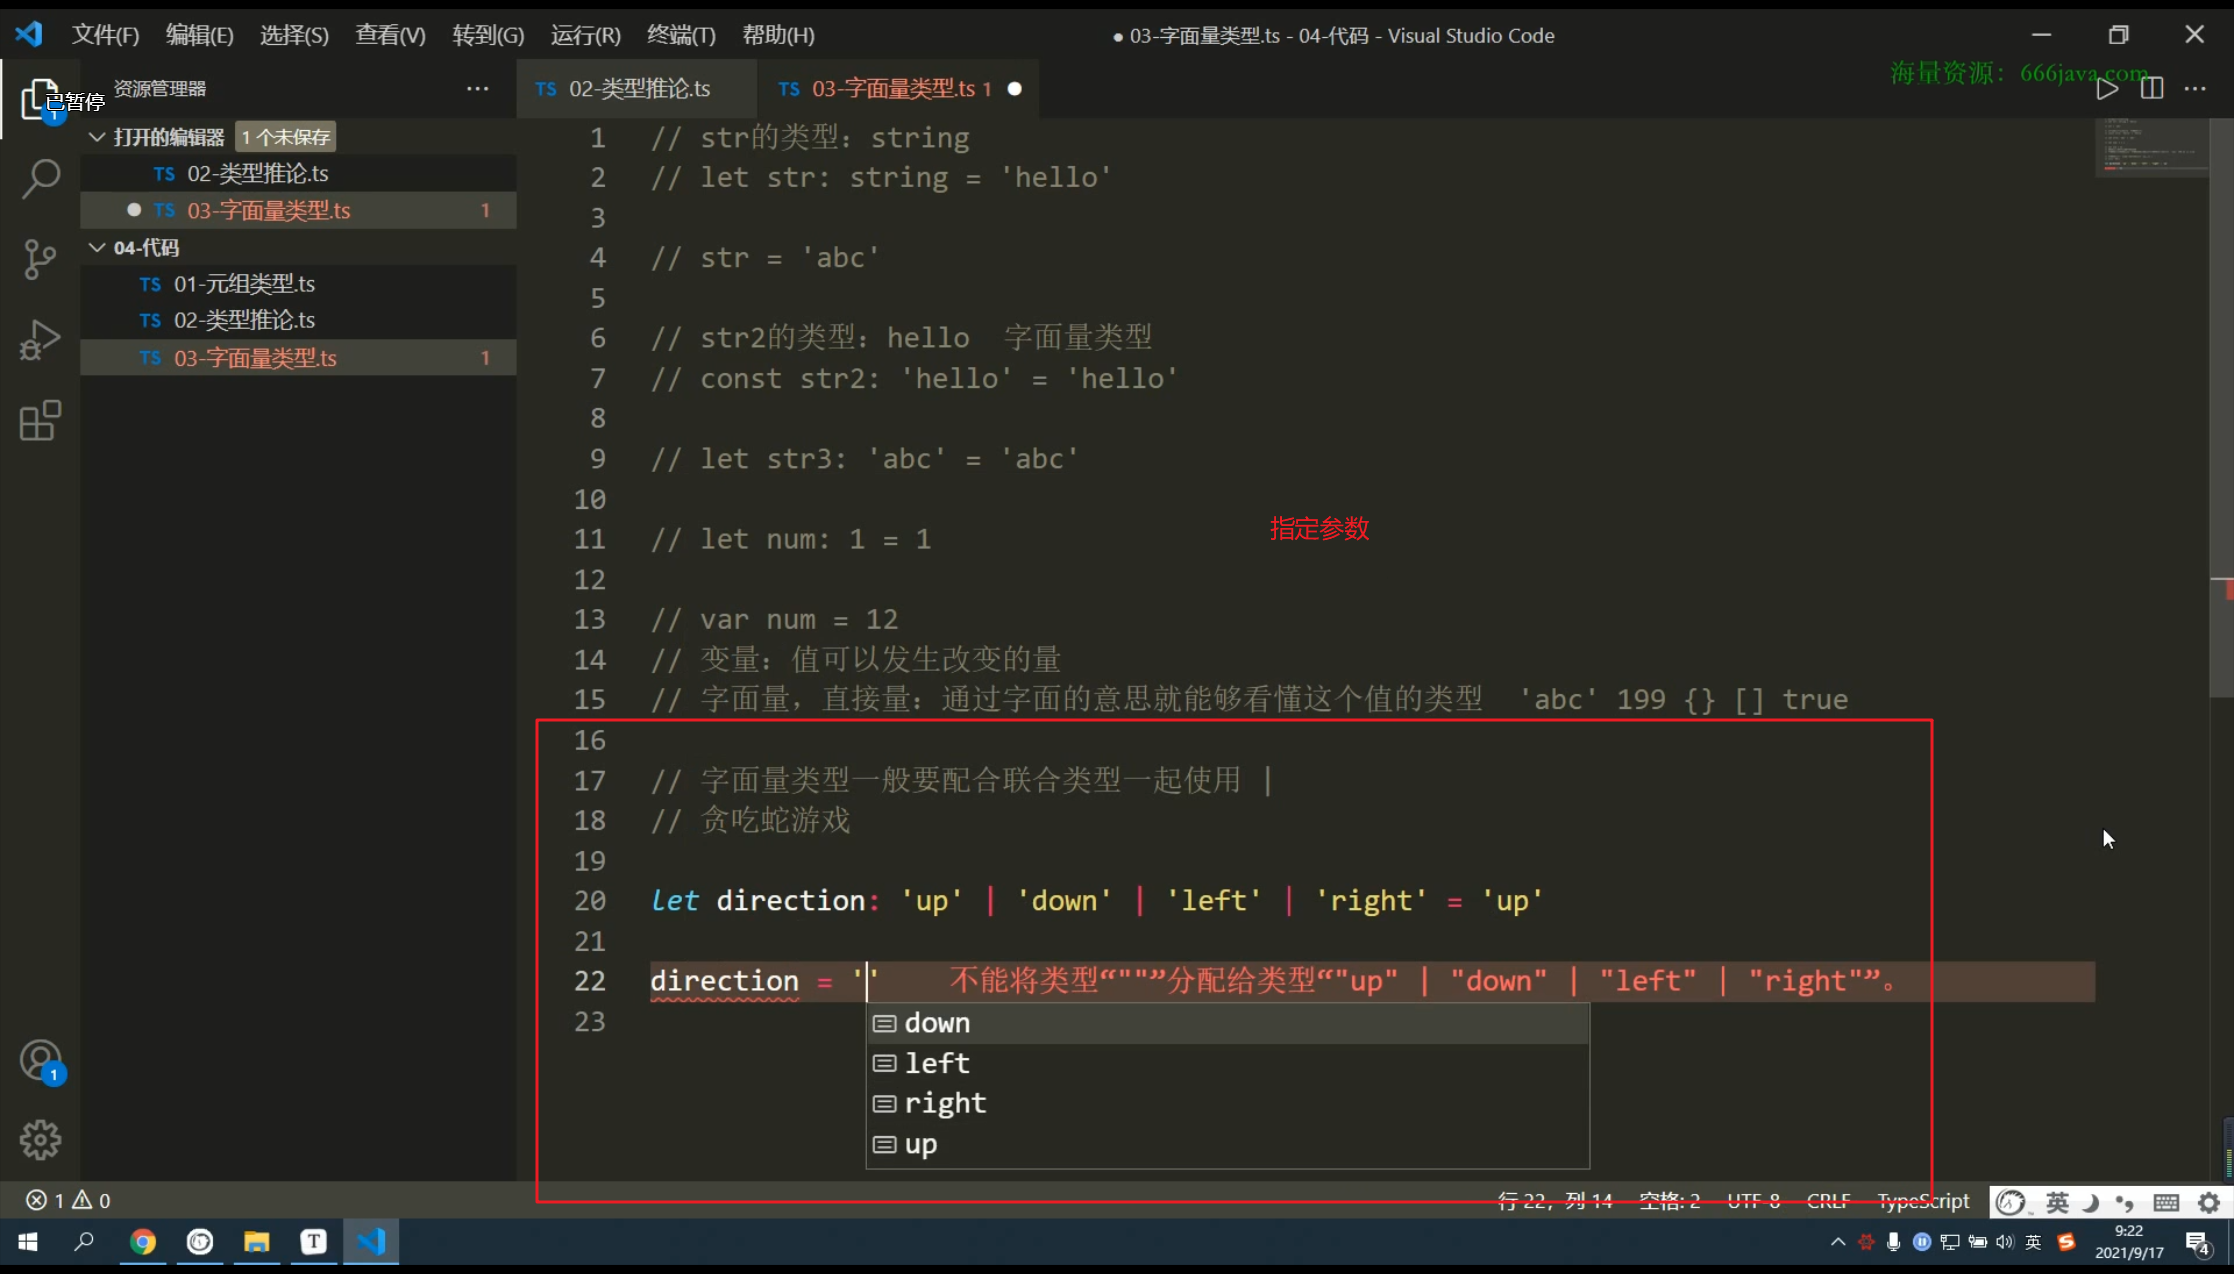 文件(F) 编辑(E) 选择(S) 查看(V) 转到(G) 运行(R) 终端(T) 帮助(H) ● 03-字面量类型.ts - 04-代码 - Visual Studio Code
海量资源：666java.com
资源管理器 ··· TS 02-类型推论.ts TS 03-字面量类型.ts 1 ●
已暂停
1
打开的编辑器 1 个未保存
TS 02-类型推论.ts
● TS 03-字面量类型.ts 1
04-代码
TS 01-元组类型.ts
TS 02-类型推论.ts
TS 03-字面量类型.ts 1
1 // str的类型：string
2 // let str: string = 'hello'
3
4 // str = 'abc'
5
6 // str2的类型：hello 字面量类型
7 // const str2: 'hello' = 'hello'
8
9 // let str3: 'abc' = 'abc'
10
11 // let num: 1 = 1
指定参数
12
13 // var num = 12
14 // 变量：值可以发生改变的量
15 // 字面量，直接量：通过字面的意思就能够看懂这个值的类型 'abc' 199 {} [] true
16
17 // 字面量类型一般要配合联合类型一起使用 |
18 // 贪吃蛇游戏
19
20 let direction: 'up' | 'down' | 'left' | 'right' = 'up'
21
22 direction = '' 不能将类型“""”分配给类型“"up" | "down" | "left" | "right"”。
23
down
left
right
up
1
1 0 行 22，列 14 空格: 2 UTF-8 CRLF TypeScript 英
T 英 9:22
2021/9/17 4